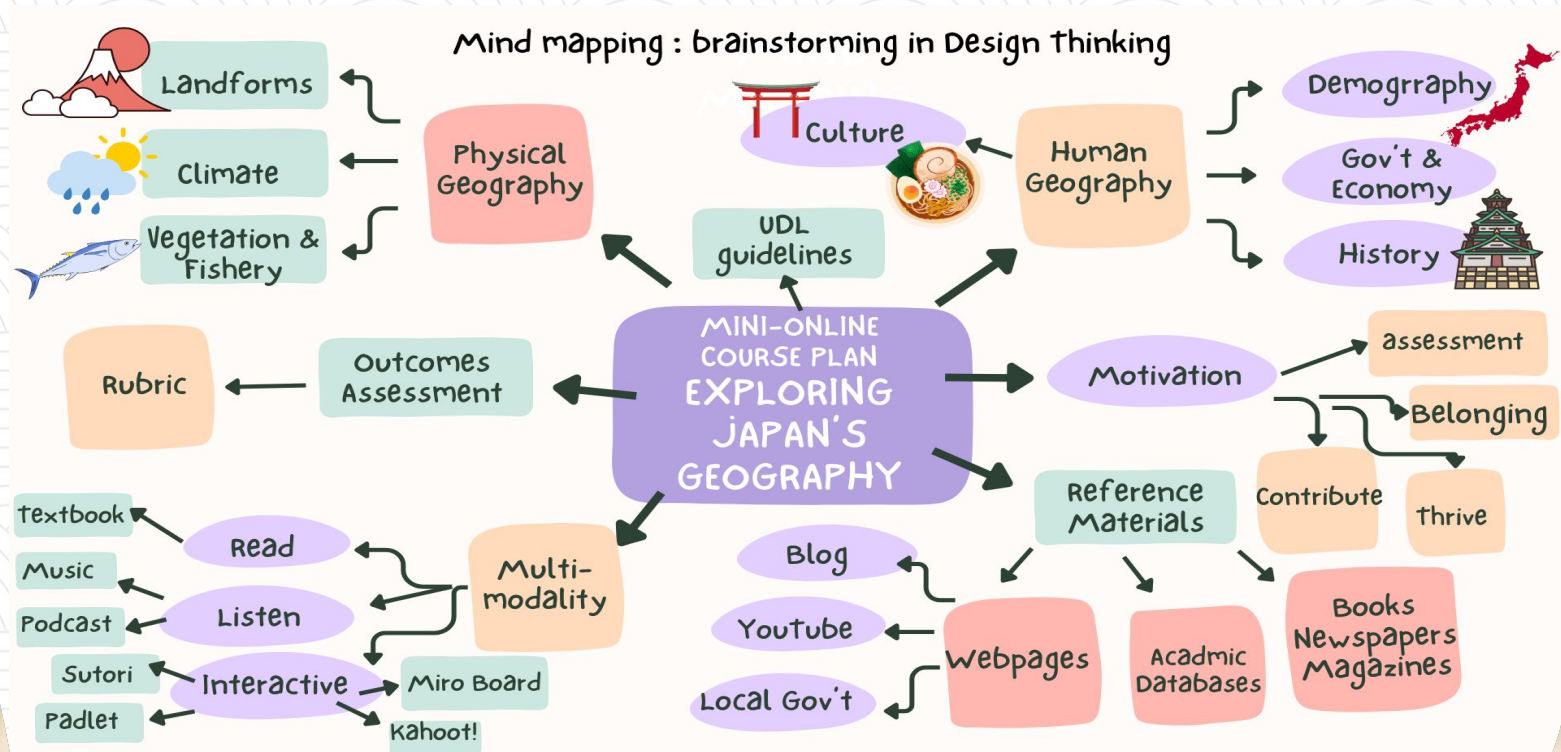 Mind mapping : brainstorming in Design Thinking
Landforms
Climate
Vegetation &
Fishery
Physical
Geography
Culture
Human
Geography
Demogrraphy
Gov't &
Economy
History
UDL
guidelines
MINI-ONLINE
COURSE PLAN
EXPLORING
JAPAN'S
GEOGRAPHY
Outcomes
Assessment
Rubric
Motivation
assessment
Belonging
Contribute
Thrive
Reference
Materials
Webpages
Blog
YouTube
Local Gov't
Acadmic
Databases
Books
Newspapers
Magazines
Multi-
modality
Read
Textbook
Listen
Music
Podcast
Interactive
Sutori
Padlet
Miro Board
Kahoot!